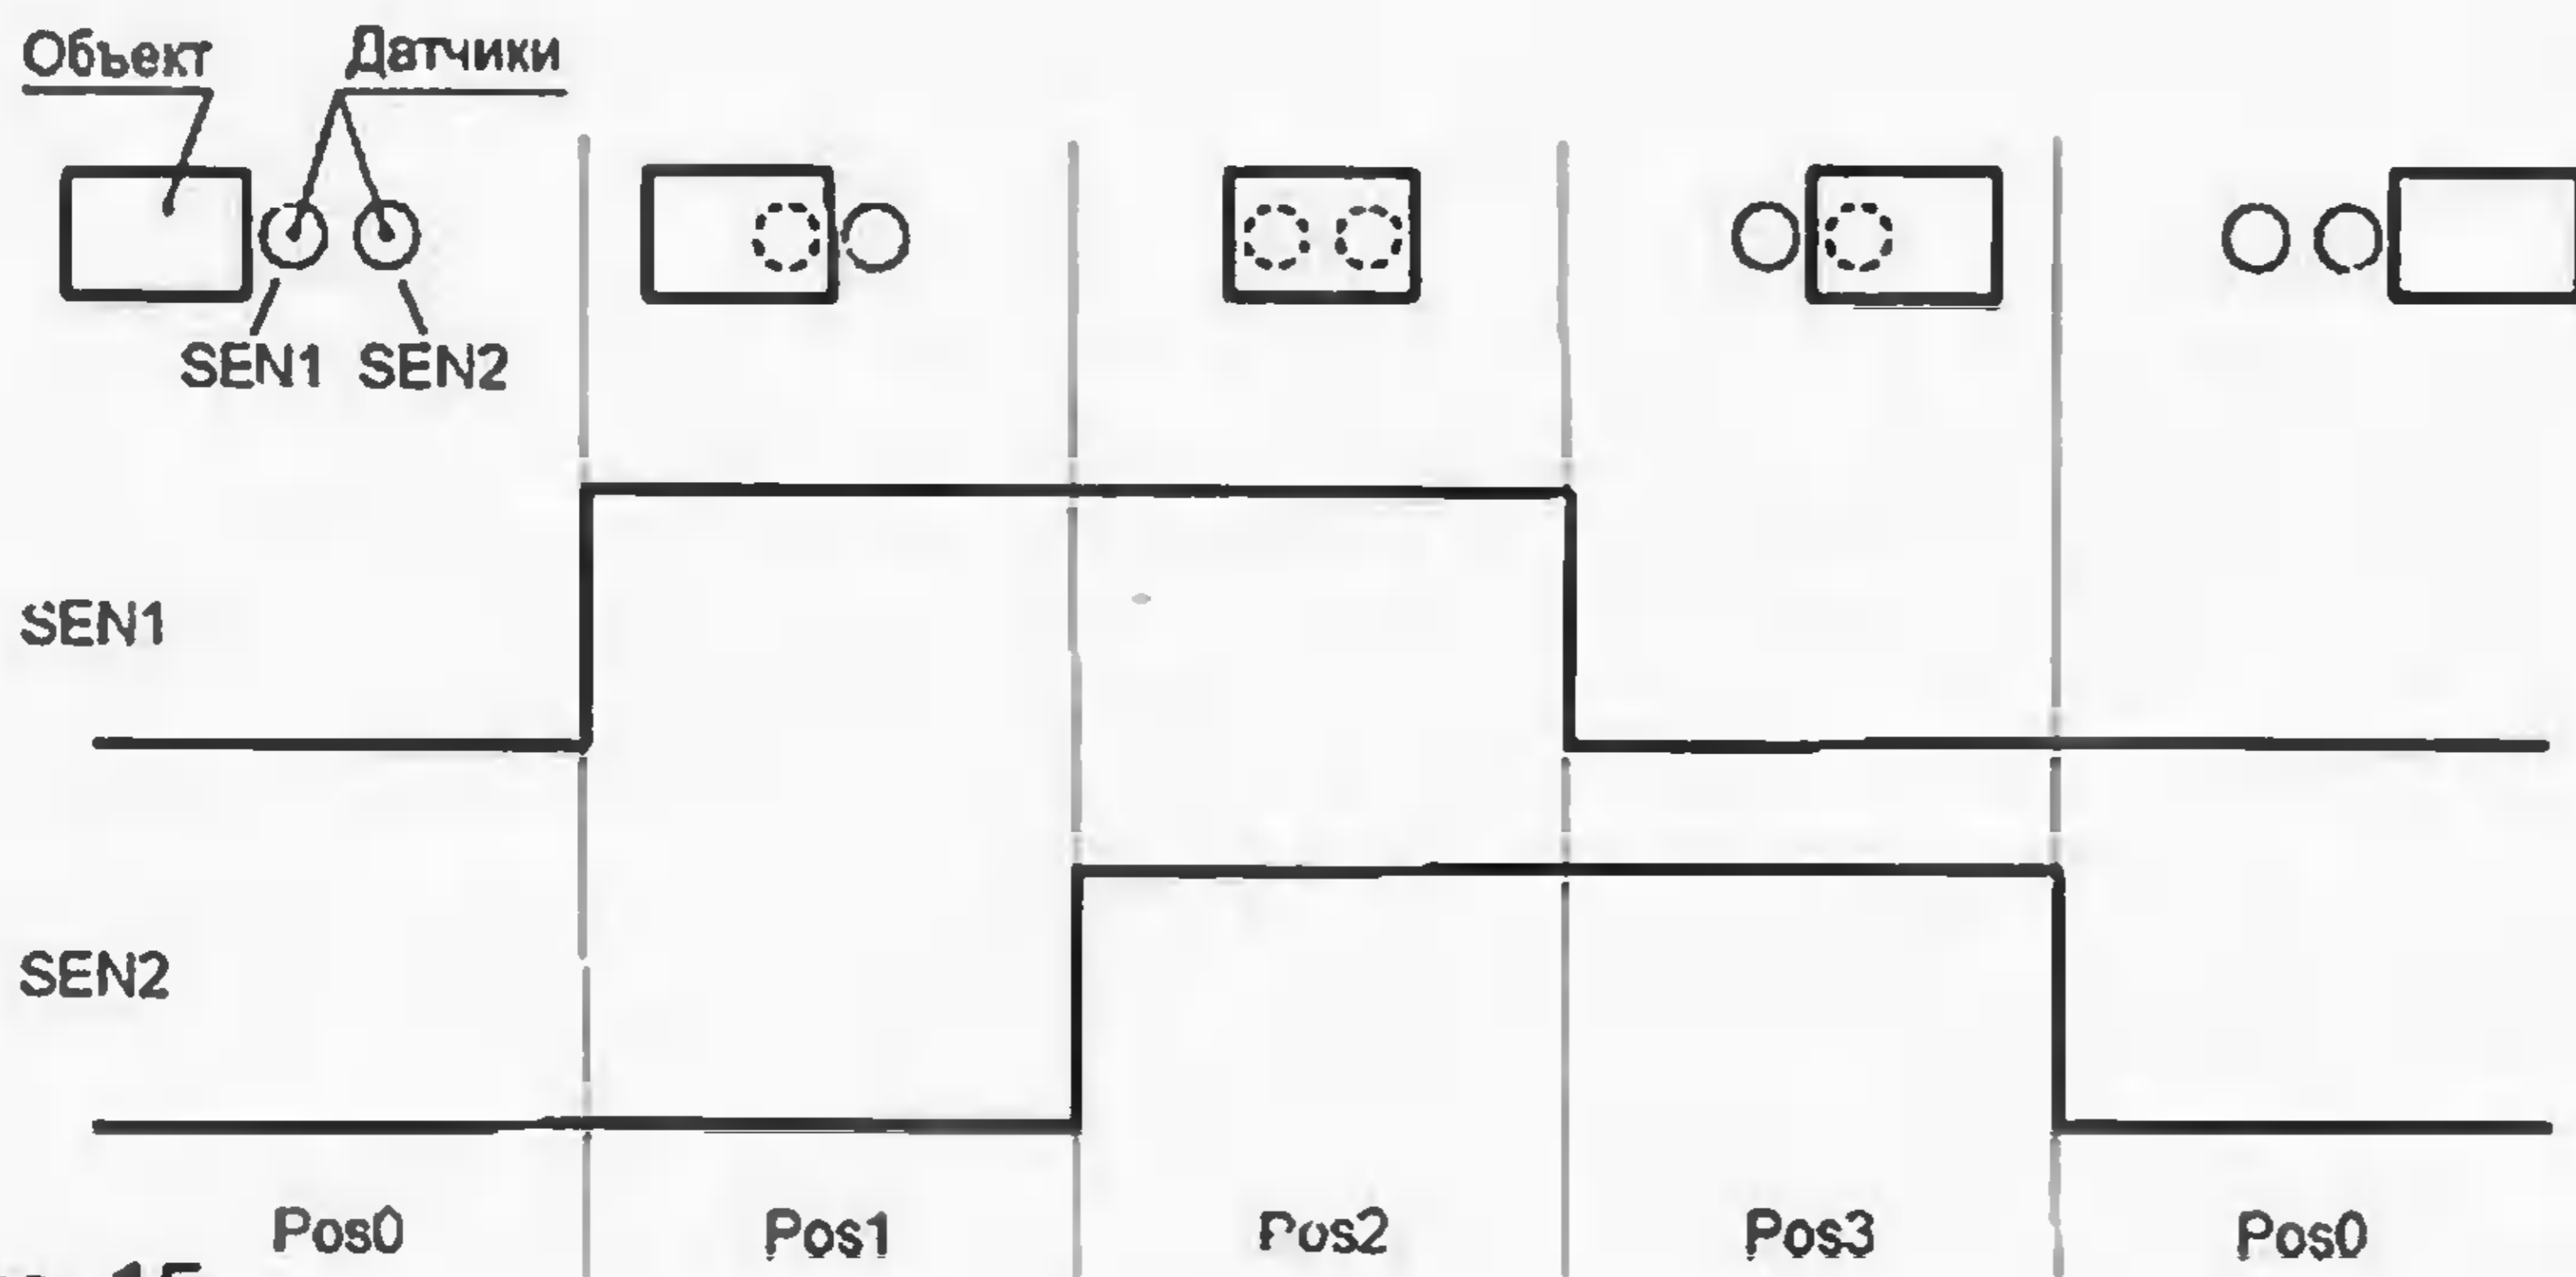 Объект Датчики
SEN1 SEN2
SEN1
SEN2
Pos0 Pos1 Pos2 Pos3 Pos0